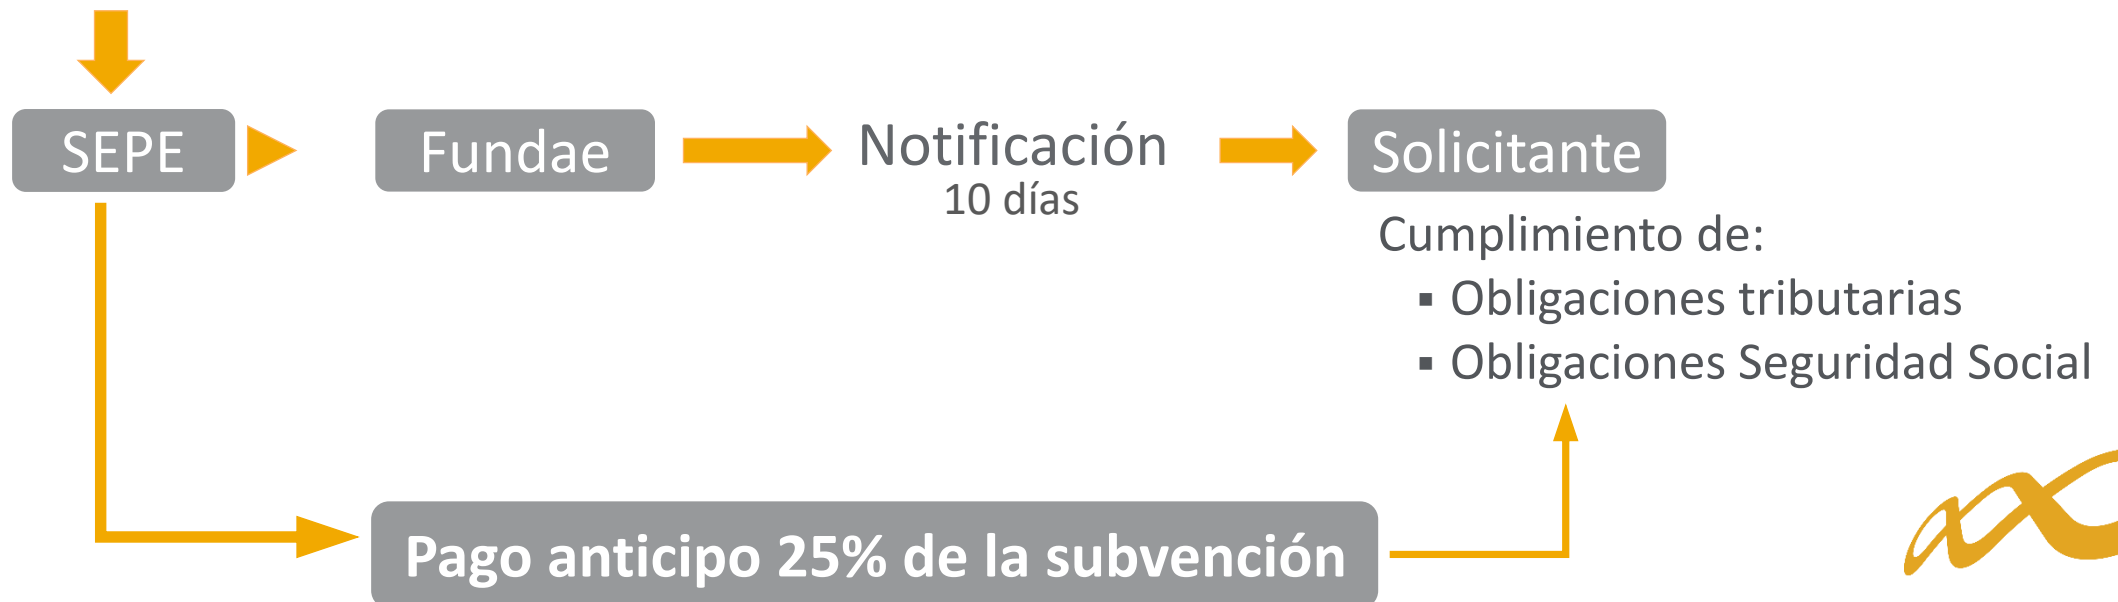 SEPE
Fundae
Notificación
10 días
Solicitante
Cumplimiento de:
▪ Obligaciones tributarias
▪ Obligaciones Seguridad Social
Pago anticipo 25% de la subvención